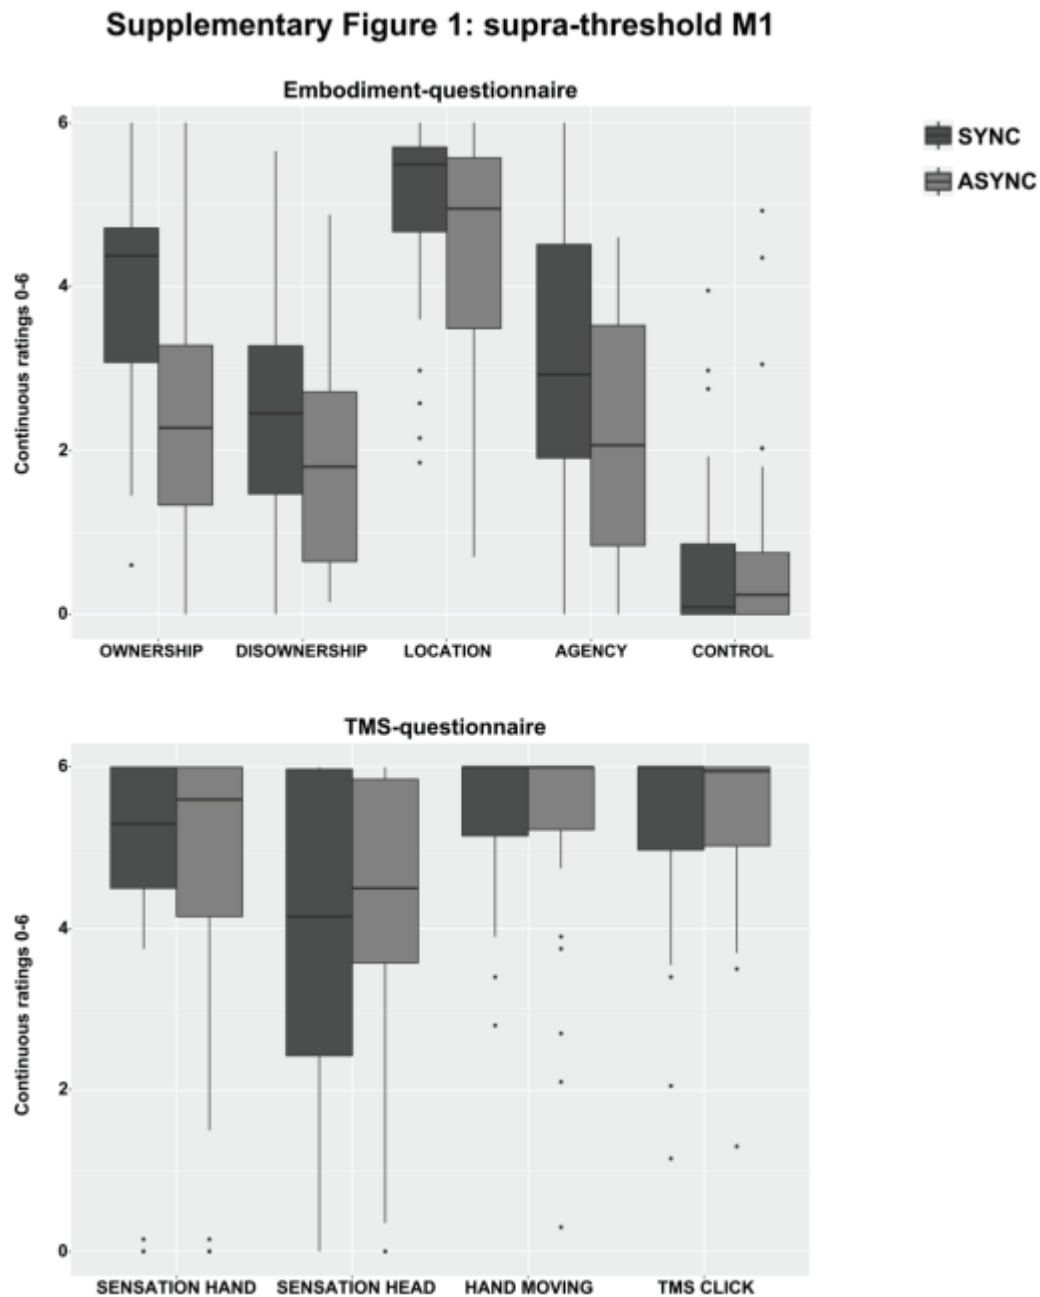 Supplementary Figure 1: supra-threshold M1
Embodiment-questionnaire
SYNC
ASYNC
Continuous ratings 0-6
6
4
2
0
OWNERSHIP DISOWNERSHIP LOCATION AGENCY CONTROL
TMS-questionnaire
Continuous ratings 0-6
6
4
2
0
SENSATION HAND SENSATION HEAD HAND MOVING TMS CLICK